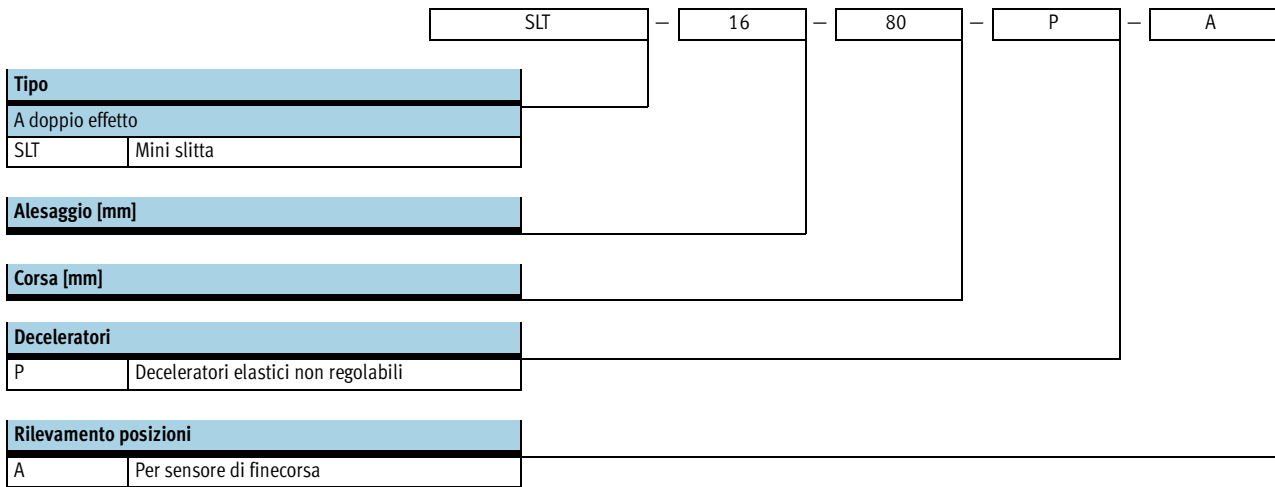 SLT – 16 – 80 – P – A
Tipo
A doppio effetto
SLT Mini slitta
Alesaggio [mm]
Corsa [mm]
Deceleratori
P Deceleratori elastici non regolabili
Rilevamento posizioni
A Per sensore di finecorsa